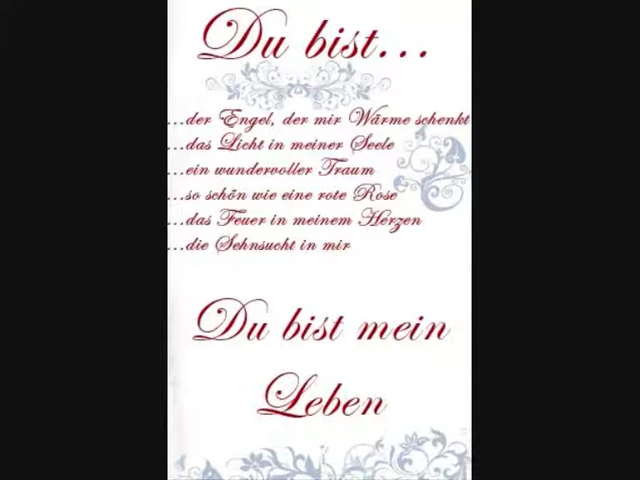 Du bist...
...der Engel, der mir Wärme schenkt
...das Licht in meiner Seele
...ein wundervoller Traum
...so schön wie eine rote Rose
...das Feuer in meinem Herzen
...die Sehnsucht in mir
Du bist mein
Leben